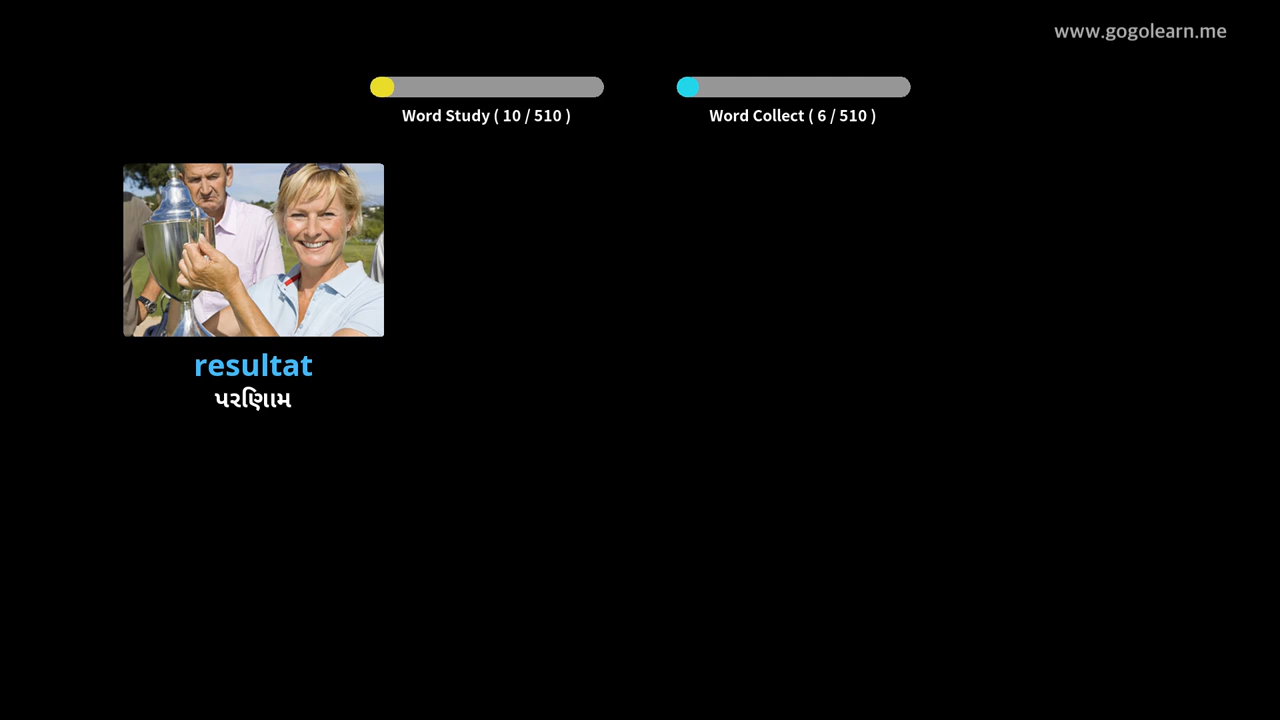 www.gogolearn.me
Word Study ( 10 / 510 )
Word Collect ( 6 / 510 )
resultat
પરિણામ